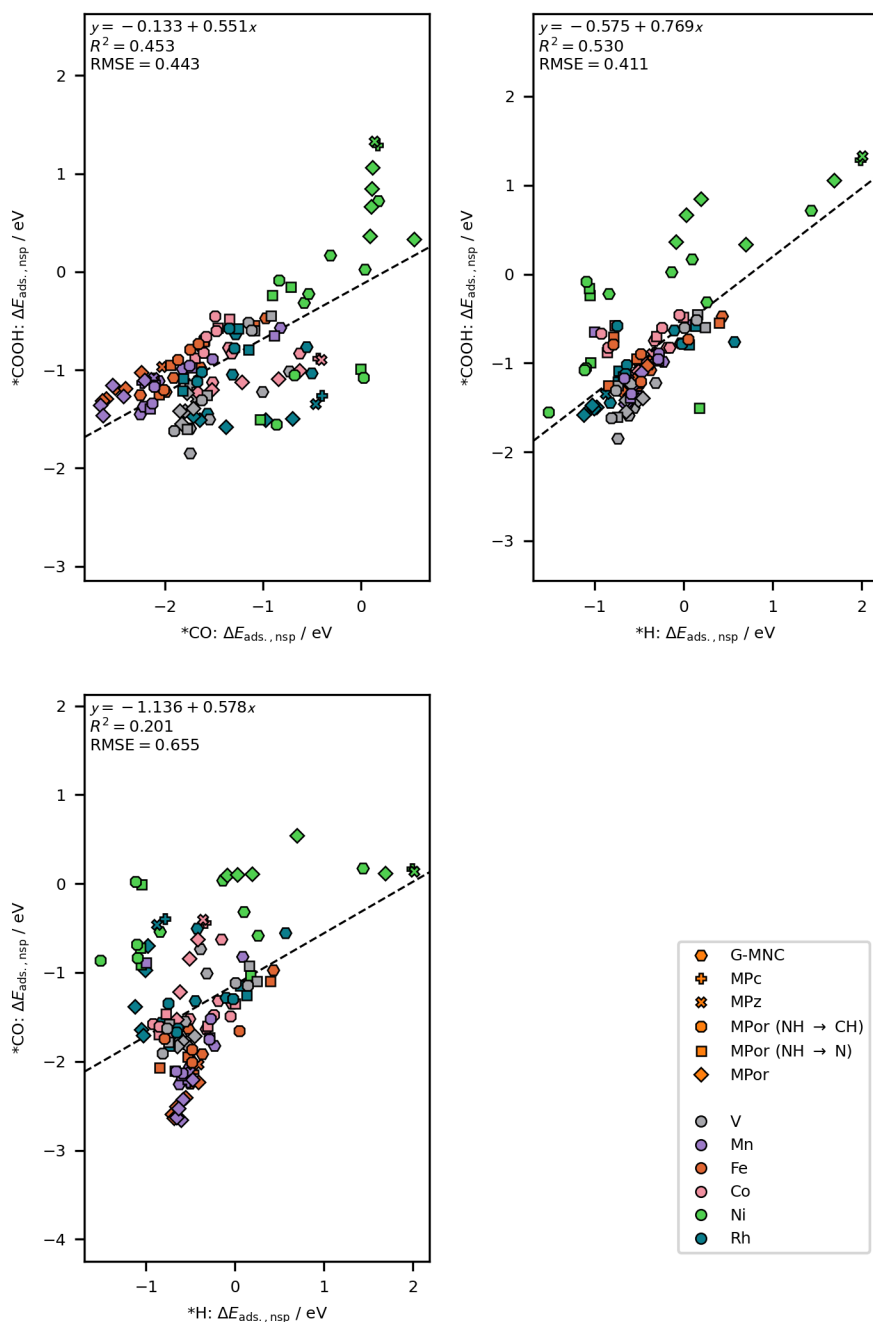 y = −0.133 + 0.551x
R² = 0.453
RMSE = 0.443
2
1
0
−1
−2
−3
*COOH: ΔE_ads., nsp / eV
−2 −1 0
*CO: ΔE_ads., nsp / eV
y = −0.575 + 0.769x
R² = 0.530
RMSE = 0.411
2
1
0
−1
−2
−3
*COOH: ΔE_ads., nsp / eV
−1 0 1 2
*H: ΔE_ads., nsp / eV
y = −1.136 + 0.578x
R² = 0.201
RMSE = 0.655
2
1
0
−1
−2
−3
−4
*CO: ΔE_ads., nsp / eV
−1 0 1 2
*H: ΔE_ads., nsp / eV
G-MNC
MPc
MPz
MPor (NH → CH)
MPor (NH → N)
MPor
V
Mn
Fe
Co
Ni
Rh